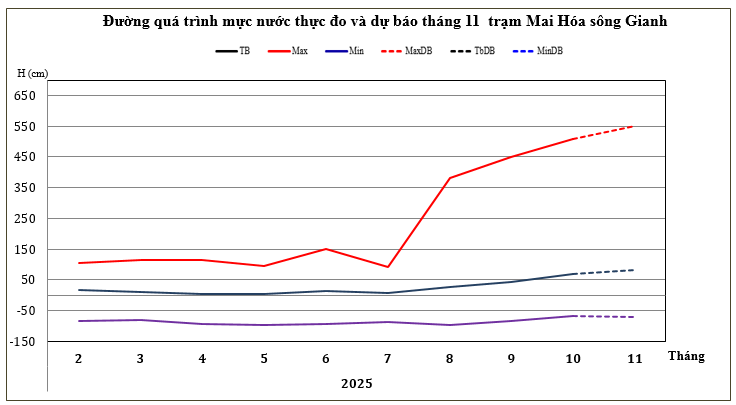 Đường quá trình mực nước thực đo và dự báo tháng 11 trạm Mai Hóa sông Gianh
TB Max Min MaxDB TbDB MinDB
H (cm)
650
550
450
350
250
150
50
-50
-150
2 3 4 5 6 7 8 9 10 11 Tháng
2025